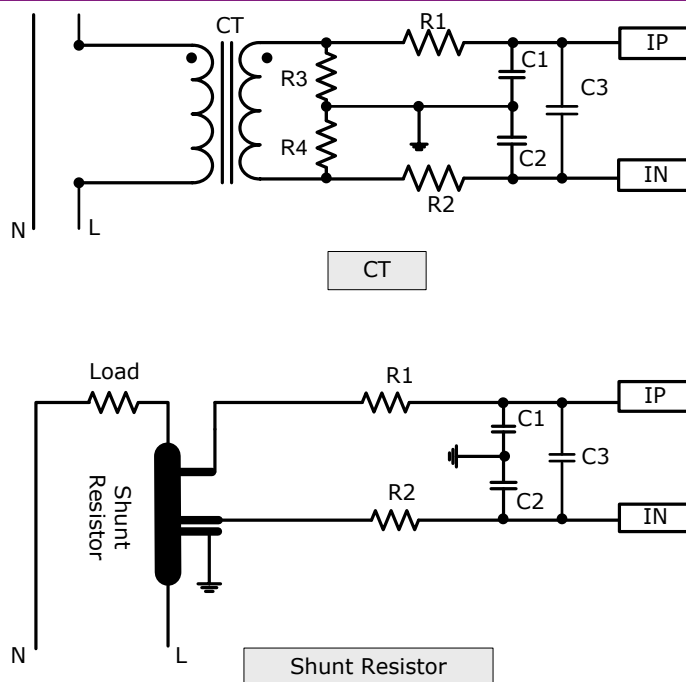 CT
R1
IP
C1
C3
R3
R4
C2
IN
R2
N
L
CT
Load
R1
IP
C1
Shunt
Resistor
C3
R2
C2
IN
N
L
Shunt Resistor